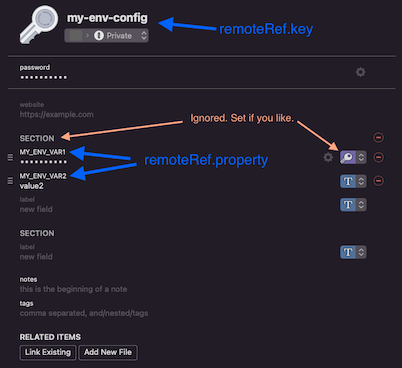 my-env-config
remoteRef.key
> Private
password
••••••••••
website
https://example.com
Ignored. Set if you like.
SECTION
MY_ENV_VAR1
••••••••••
remoteRef.property
MY_ENV_VAR2
value2
T
label
new field
T
SECTION
label
new field
T
notes
this is the beginning of a note
tags
comma separated, and/nested/tags
RELATED ITEMS
Link Existing Add New File